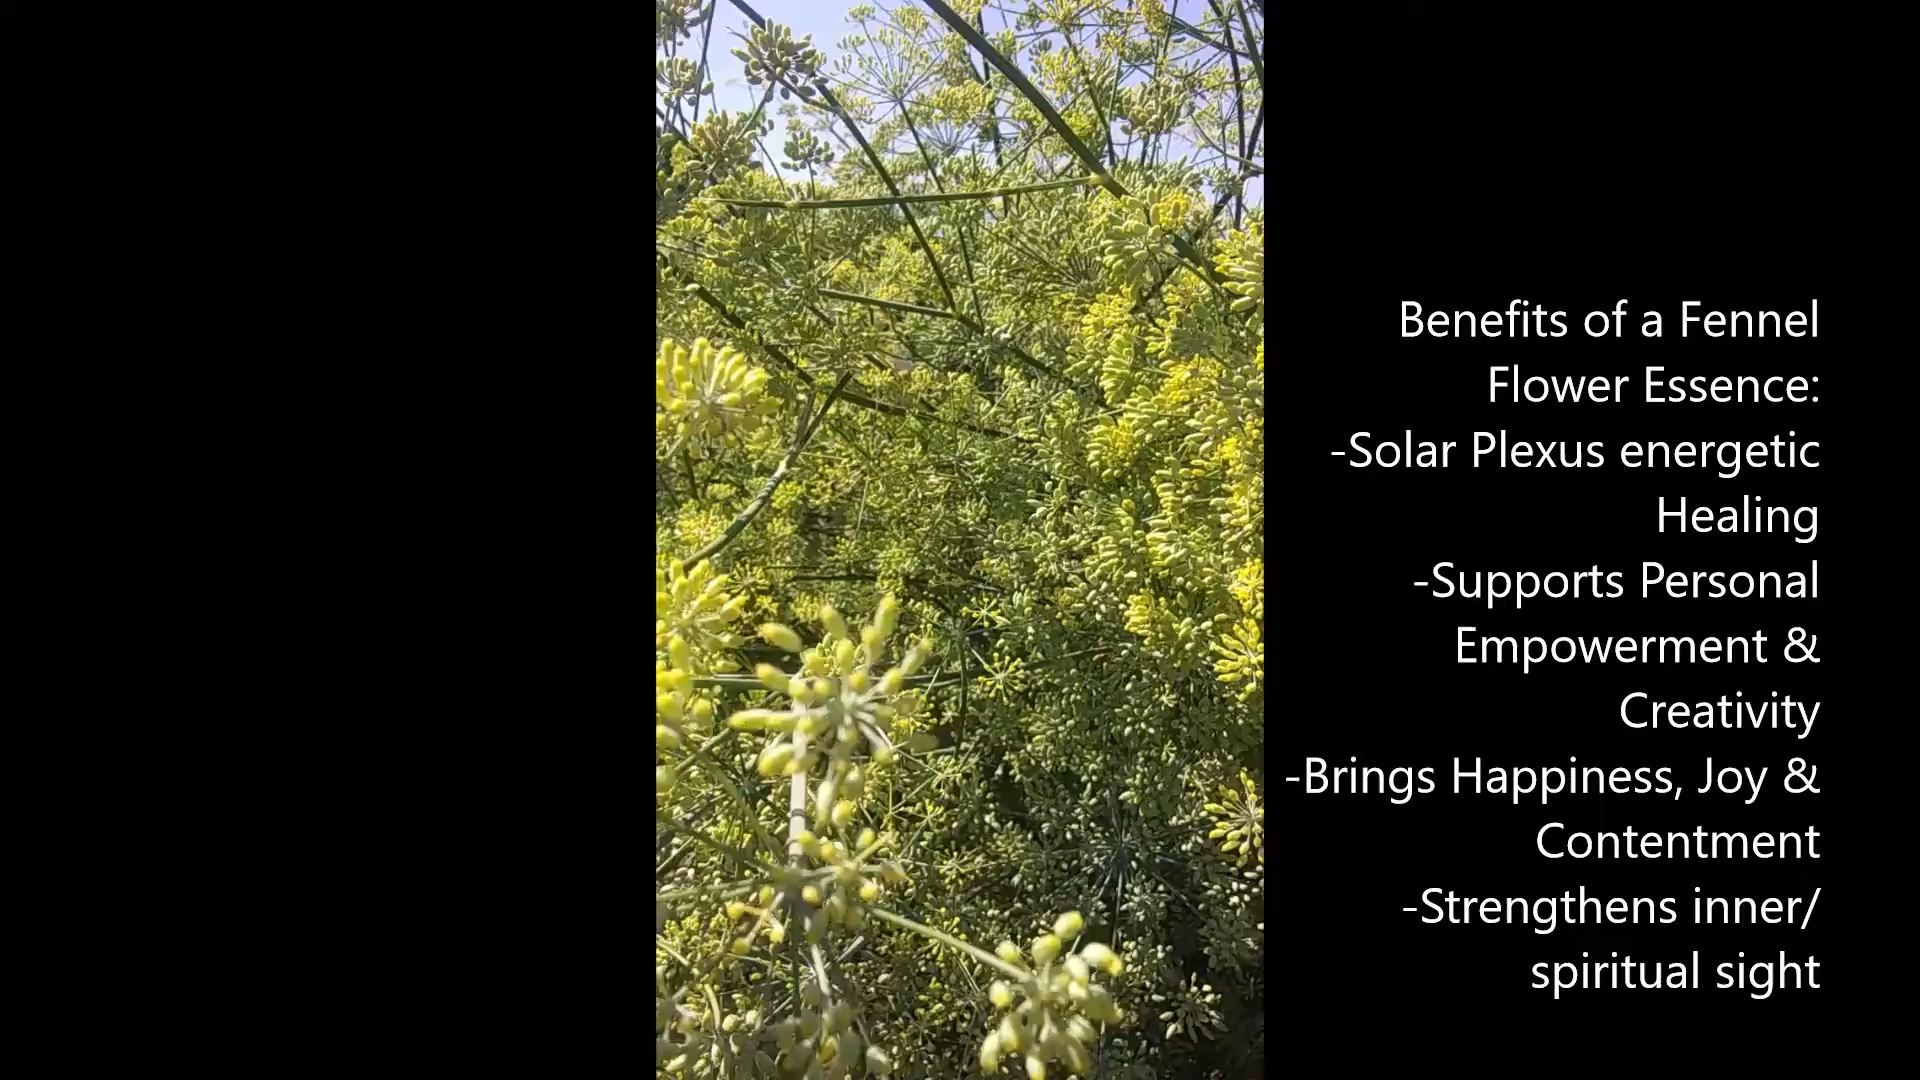 Benefits of a Fennel
Flower Essence:
-Solar Plexus energetic
Healing
-Supports Personal
Empowerment &
Creativity
-Brings Happiness, Joy &
Contentment
-Strengthens inner/
spiritual sight